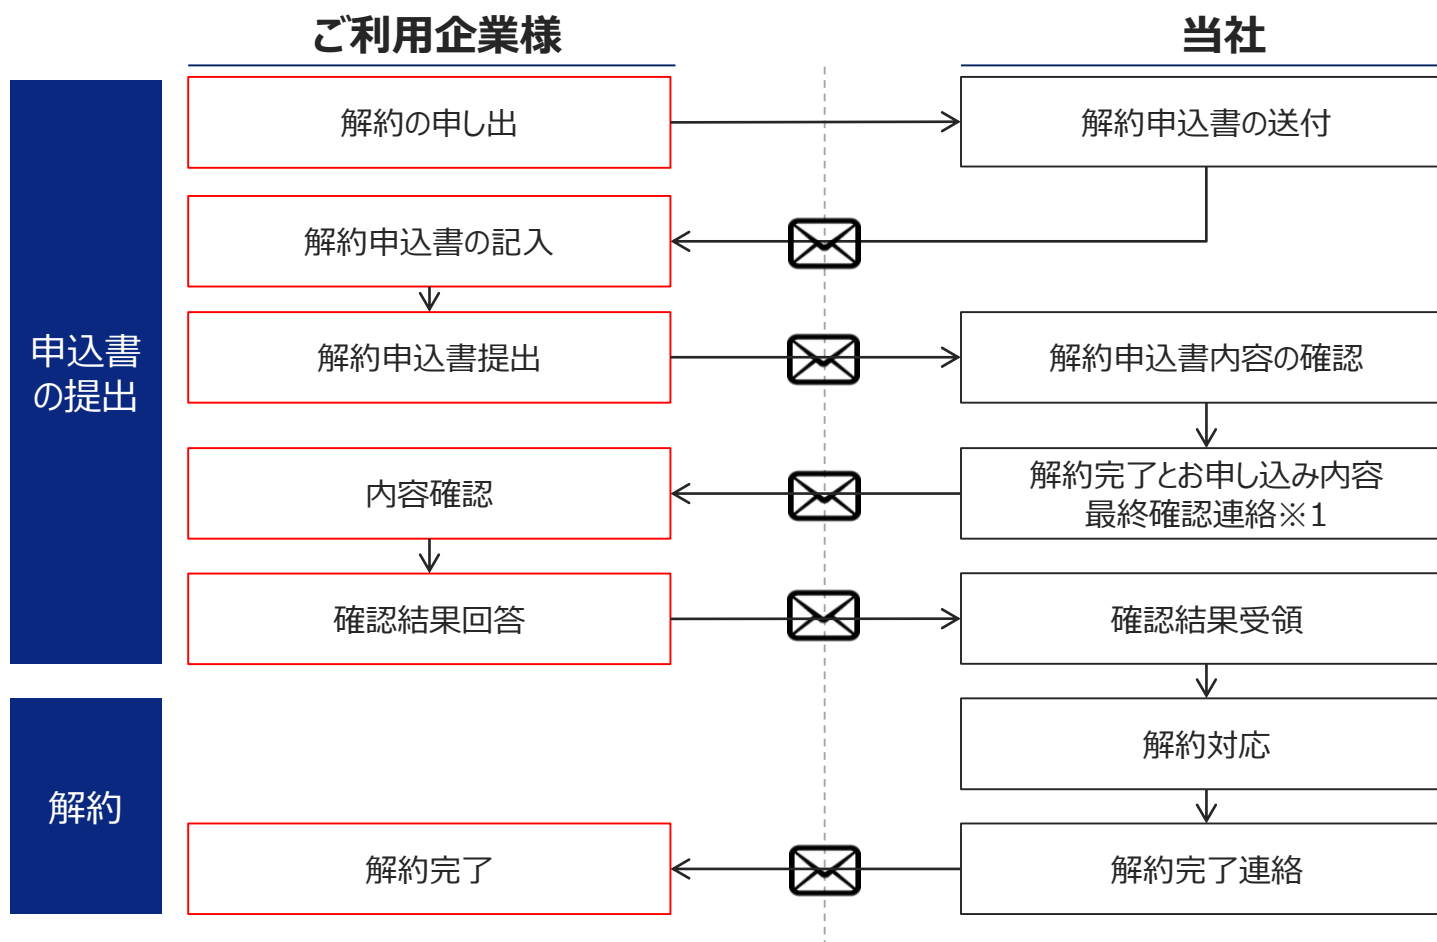 ご利用企業様
当社
申込書
の提出
解約の申し出
解約申込書の送付
解約申込書の記入
解約申込書提出
解約申込書内容の確認
内容確認
解約完了とお申し込み内容
最終確認連絡※1
確認結果回答
確認結果受領
解約
解約対応
解約完了
解約完了連絡